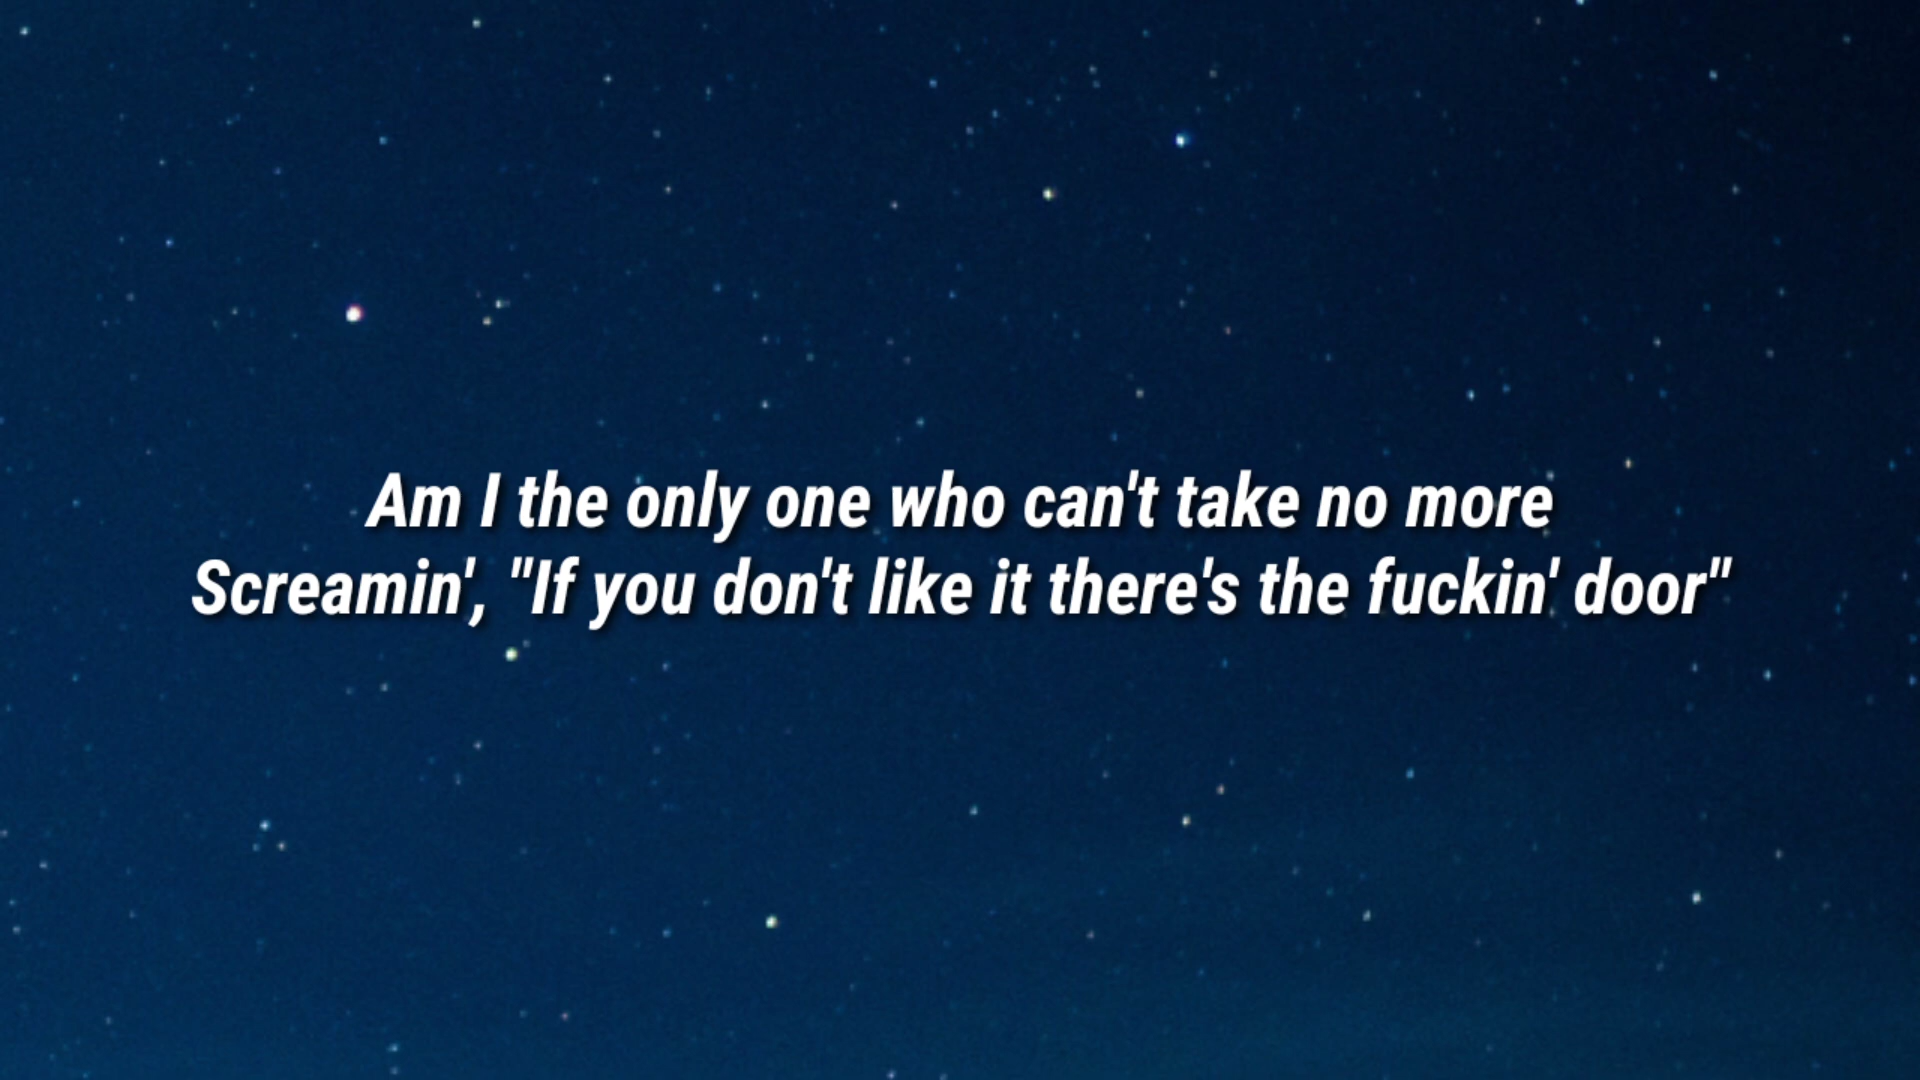 Am I the only one who can't take no more
Screamin', "If you don't like it there's the fuckin' door"